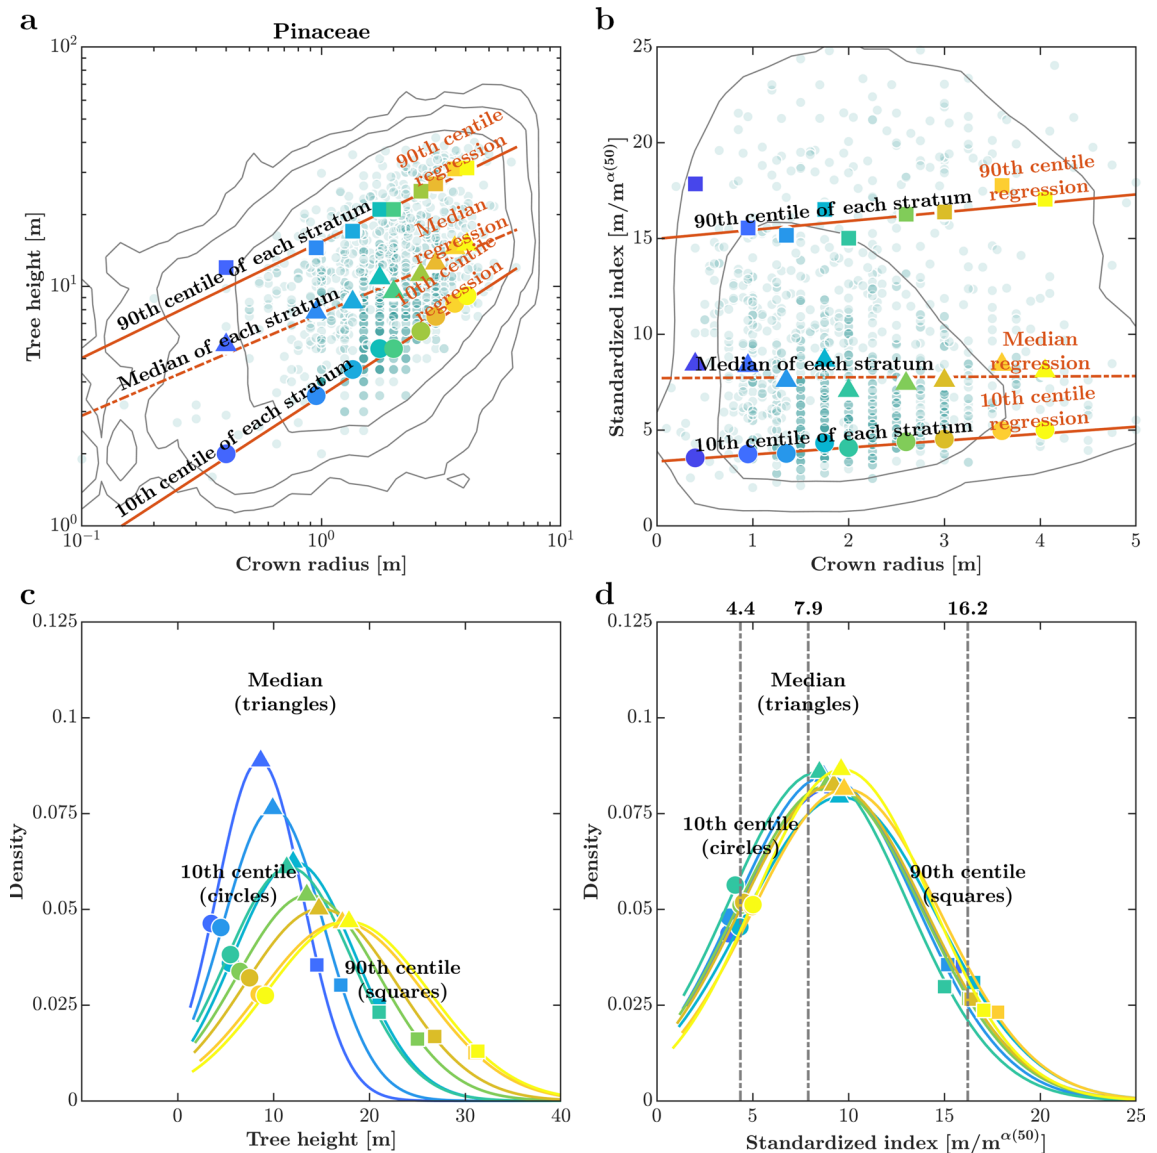 a
Pinaceae
10²
10¹
10⁰
Tree height [m]
90th centile of each stratum
Median of each stratum
10th centile of each stratum
90th centile
regression
Median
regression
10th centile
regression
10⁻¹
10⁰
10¹
Crown radius [m]
b
25
20
15
10
5
0
Standardized index [m/m^α(50)]
90th centile of each stratum
90th centile
regression
Median of each stratum
Median
regression
10th centile of each stratum
10th centile
regression
0 1 2 3 4 5
Crown radius [m]
c
0.125
0.1
0.075
0.05
0.025
0
Density
Median
(triangles)
10th centile
(circles)
90th centile
(squares)
0 10 20 30 40
Tree height [m]
d
4.4 7.9 16.2
0.125
0.1
0.075
0.05
0.025
0
Density
Median
(triangles)
10th centile
(circles)
90th centile
(squares)
0 5 10 15 20 25
Standardized index [m/m^α(50)]